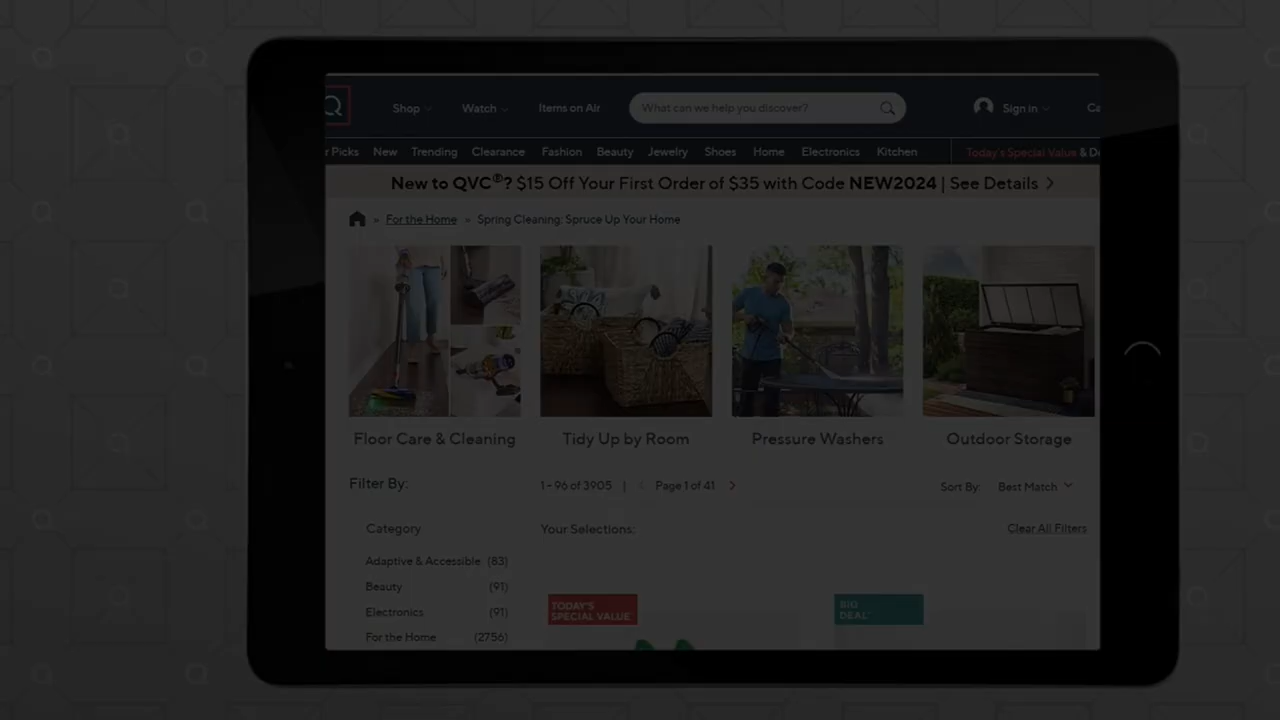 Q
Shop Watch Items on Air What can we help you discover? Sign in Ca
r Picks New Trending Clearance Fashion Beauty Jewelry Shoes Home Electronics Kitchen Today's Special Value & De
New to QVC®? $15 Off Your First Order of $35 with Code NEW2024 | See Details >
» For the Home » Spring Cleaning: Spruce Up Your Home
Floor Care & Cleaning Tidy Up by Room Pressure Washers Outdoor Storage
Filter By: 1 - 96 of 3905 | Page 1 of 41 Sort By: Best Match
Category Your Selections: Clear All Filters
Adaptive & Accessible (83)
Beauty (91)
Electronics (91)
For the Home (2756)
TODAY'S
SPECIAL VALUE
BIG
DEAL